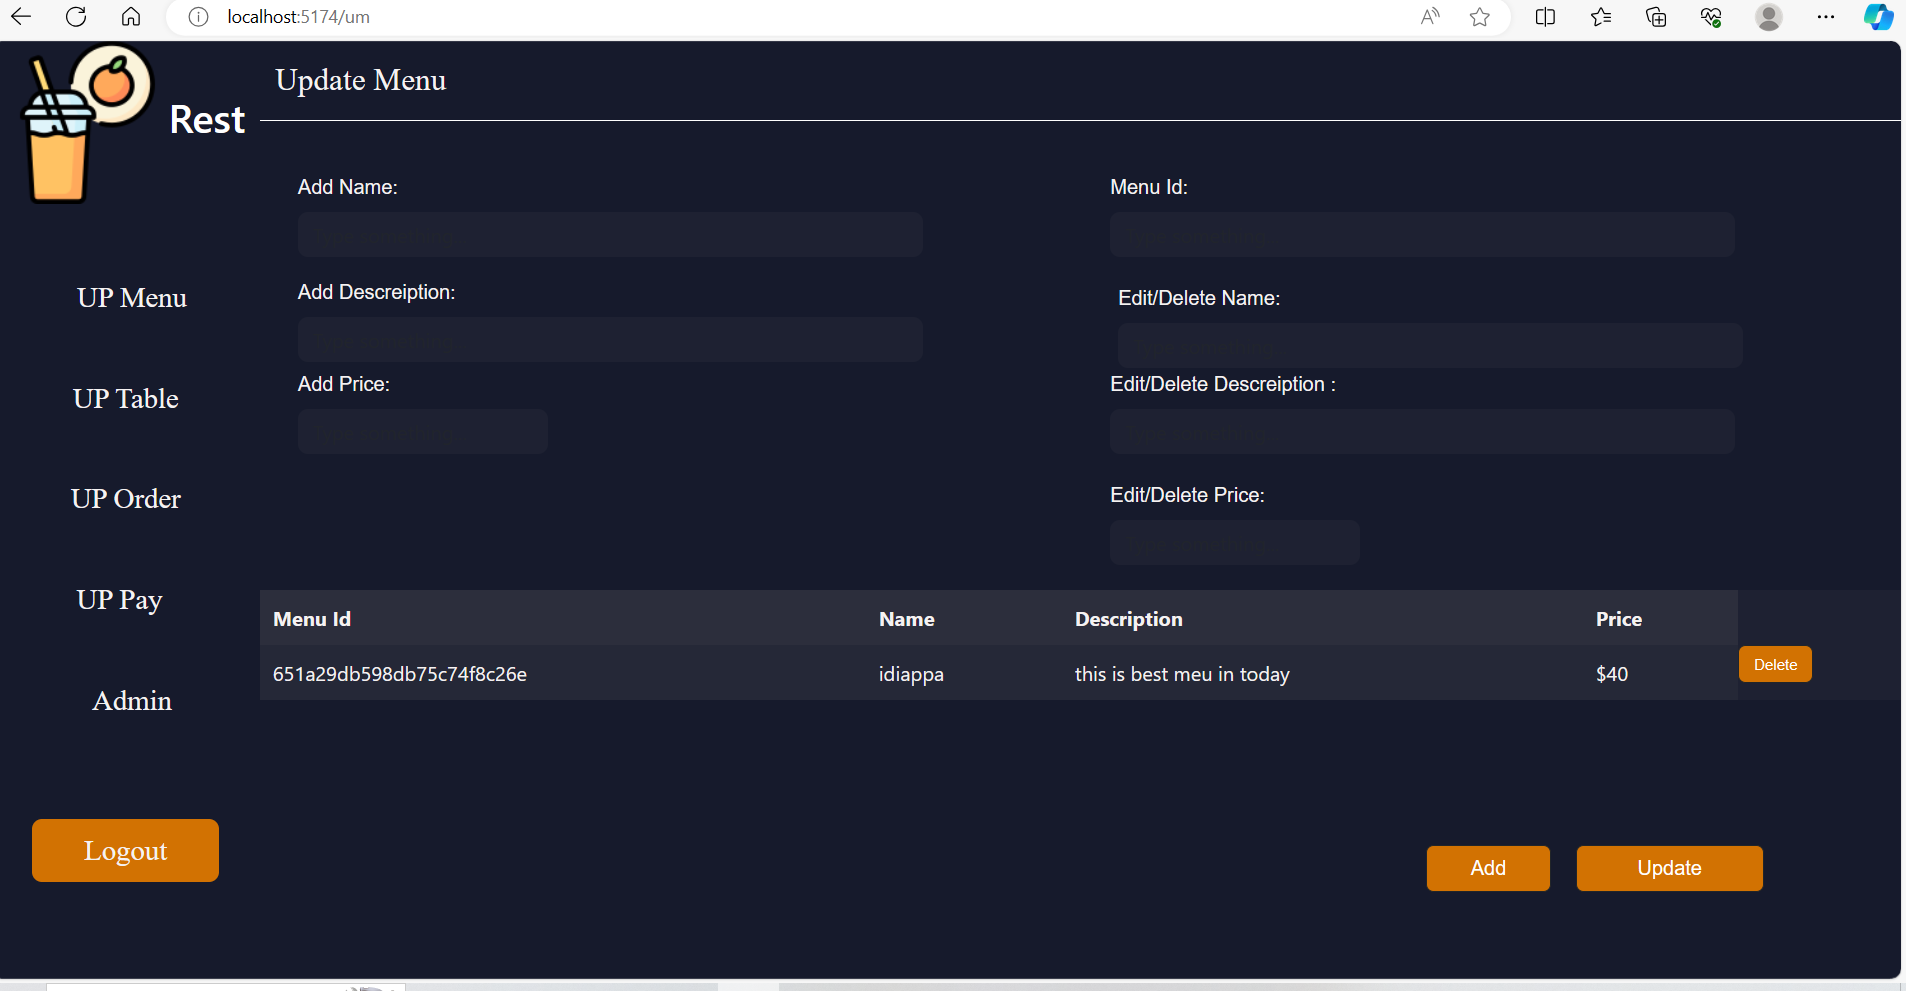 localhost:5174/um
Rest
Update Menu
UP Menu
UP Table
UP Order
UP Pay
Admin
Logout
Add Name:
Add Descreiption:
Add Price:
Menu Id:
Edit/Delete Name:
Edit/Delete Descreiption :
Edit/Delete Price:
Menu Id Name Description Price
651a29db598db75c74f8c26e idiappa this is best meu in today $40 Delete
Add Update